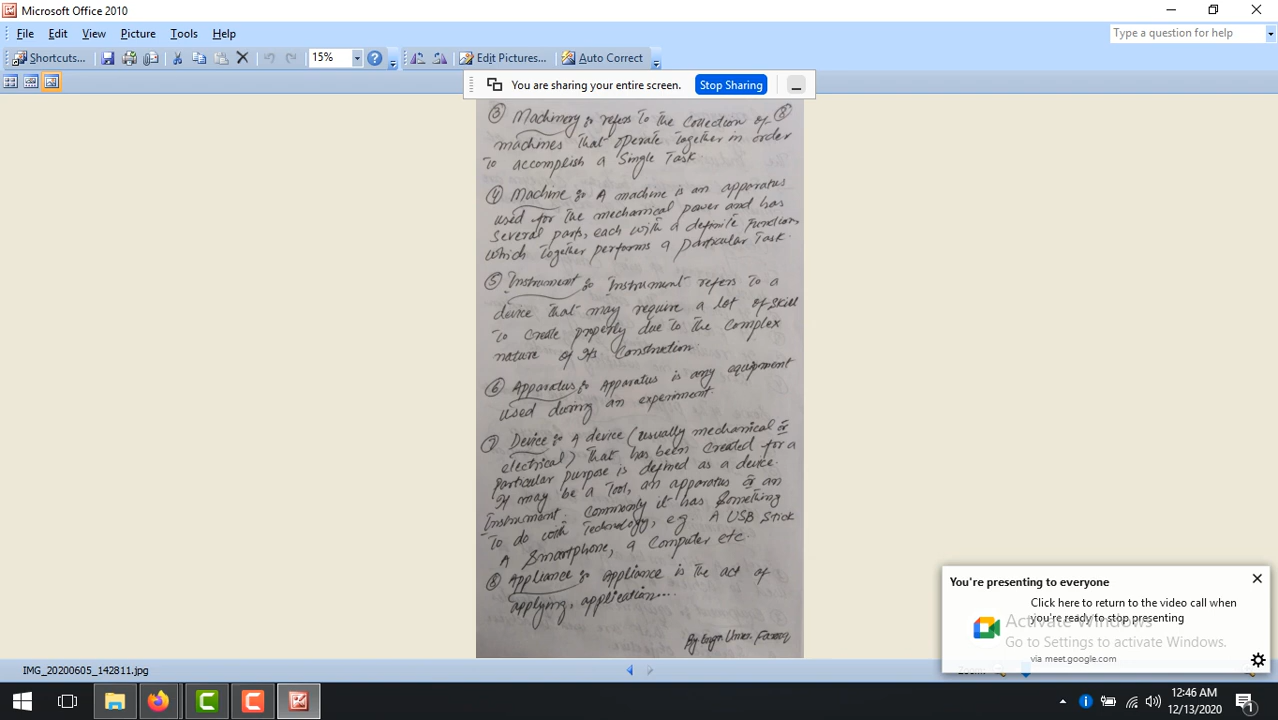 Microsoft Office 2010
File Edit View Picture Tools Help
Type a question for help
Shortcuts... 15% Edit Pictures... Auto Correct
You are sharing your entire screen. Stop Sharing
③ Machinery :- refers To the Collection of ②
machines That operate Together in order
To accomplish a Single Task.
④ Machine :- A machine is an apparatus
used for The mechanical power and has
Several parts, each with a definite Function,
which Together performs a particular Task.
⑤ Instrument :- Instrument refers To a
device That may require a lot of skill
To Create properly due to The Complex
nature of Its Construction.
⑥ Apparatus :- Apparatus is any equipment
used during an experiment.
⑦ Device :- A device (usually mechanical or
electrical) That has been Created for a
particular purpose is defined as a device.
It may be a Tool, an apparatus or an
Instrument. Commonly it has Something
To do with Technology, e.g A USB Stick
A Smartphone, a Computer etc.
⑧ Appliance :- Appliance is The act of
applying, application...
By Engr. Umer Farooq
You're presenting to everyone
Click here to return to the video call when
you're ready to stop presenting
Activate Windows
Go to Settings to activate Windows.
via meet.google.com
IMG_20200605_142811.jpg
Zoom:
12:46 AM
12/13/2020
1